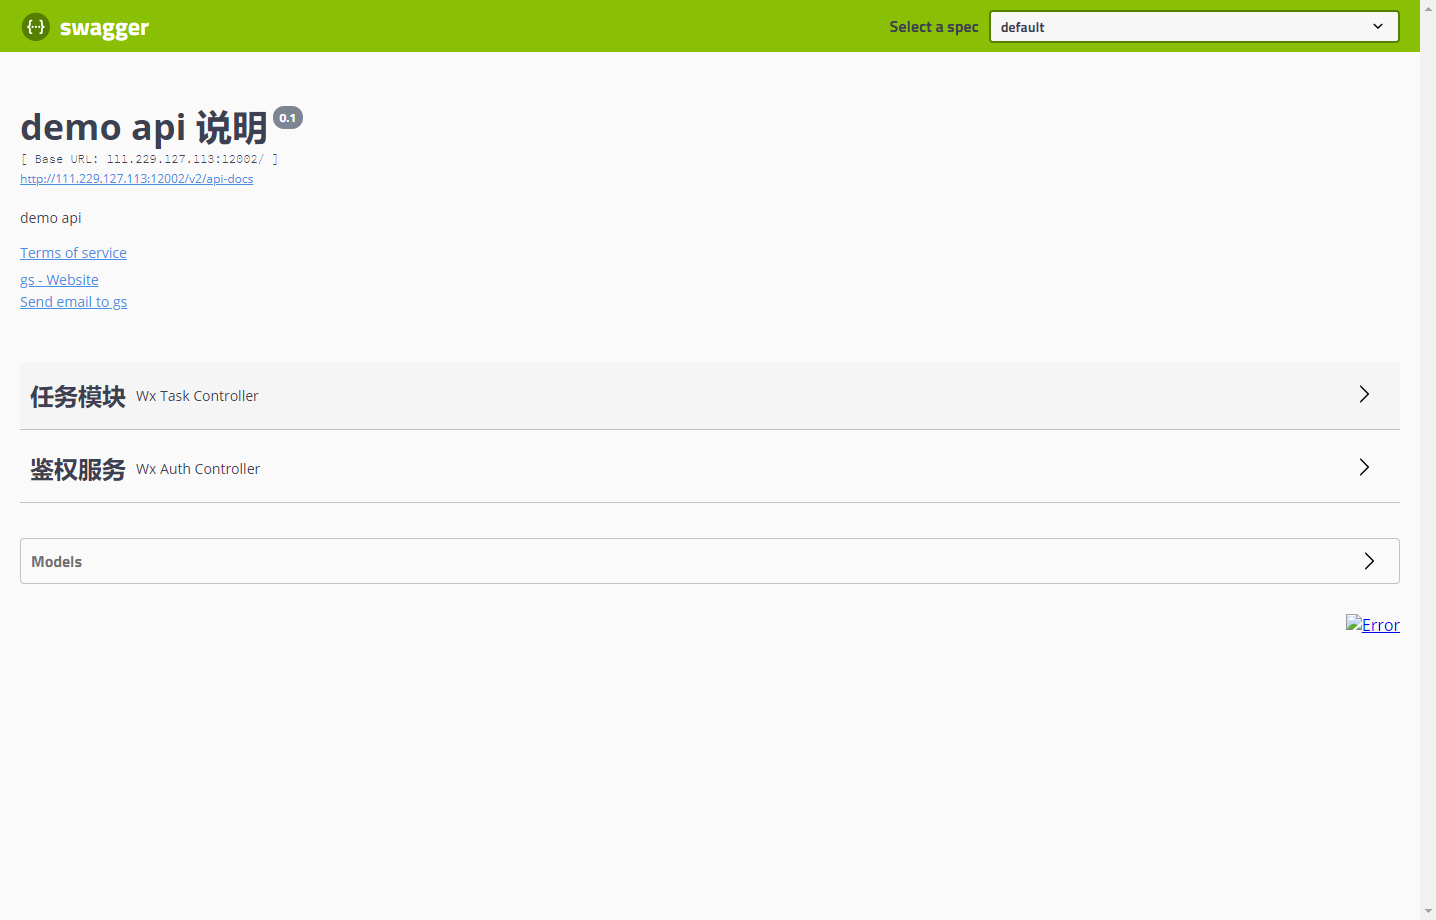 swagger
Select a spec
default
demo api 说明 0.1
[ Base URL: 111.229.127.113:12002/ ]
http://111.229.127.113:12002/v2/api-docs
demo api
Terms of service
gs - Website
Send email to gs
任务模块 Wx Task Controller
鉴权服务 Wx Auth Controller
Models
Error